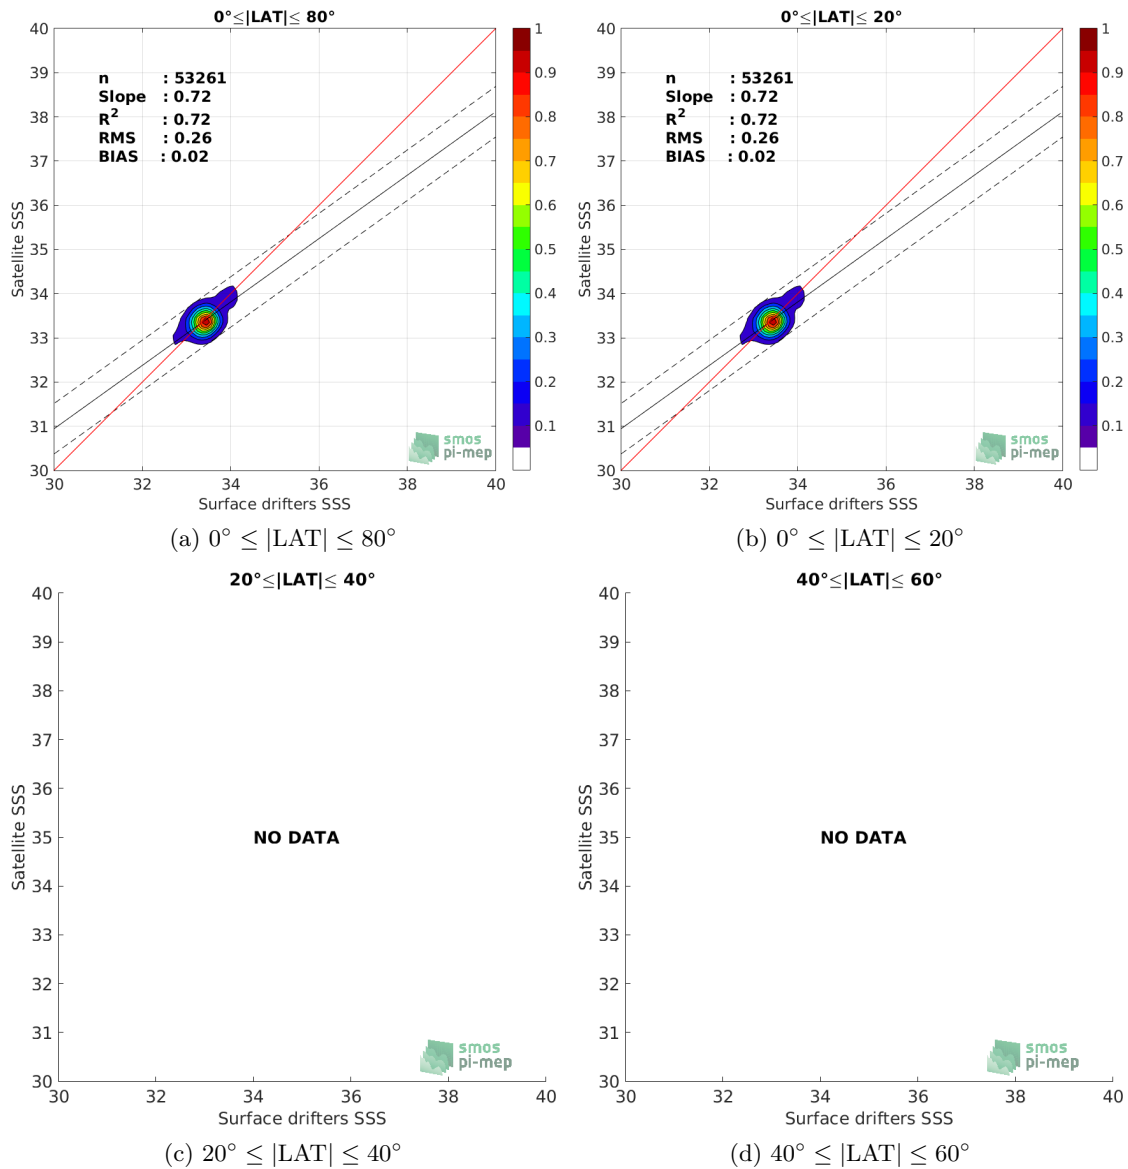 0°≤|LAT|≤ 80°
40
39
38
37
36
35
34
33
32
31
30
Satellite SSS
n : 53261
Slope : 0.72
R² : 0.72
RMS : 0.26
BIAS : 0.02
smos
pi-mep
30 32 34 36 38 40
Surface drifters SSS
1
0.9
0.8
0.7
0.6
0.5
0.4
0.3
0.2
0.1
(a) 0° ≤ |LAT| ≤ 80°
0°≤|LAT|≤ 20°
40
39
38
37
36
35
34
33
32
31
30
Satellite SSS
n : 53261
Slope : 0.72
R² : 0.72
RMS : 0.26
BIAS : 0.02
smos
pi-mep
30 32 34 36 38 40
Surface drifters SSS
1
0.9
0.8
0.7
0.6
0.5
0.4
0.3
0.2
0.1
(b) 0° ≤ |LAT| ≤ 20°
20°≤|LAT|≤ 40°
40
39
38
37
36
35
34
33
32
31
30
Satellite SSS
NO DATA
smos
pi-mep
30 32 34 36 38 40
Surface drifters SSS
(c) 20° ≤ |LAT| ≤ 40°
40°≤|LAT|≤ 60°
40
39
38
37
36
35
34
33
32
31
30
Satellite SSS
NO DATA
smos
pi-mep
30 32 34 36 38 40
Surface drifters SSS
(d) 40° ≤ |LAT| ≤ 60°